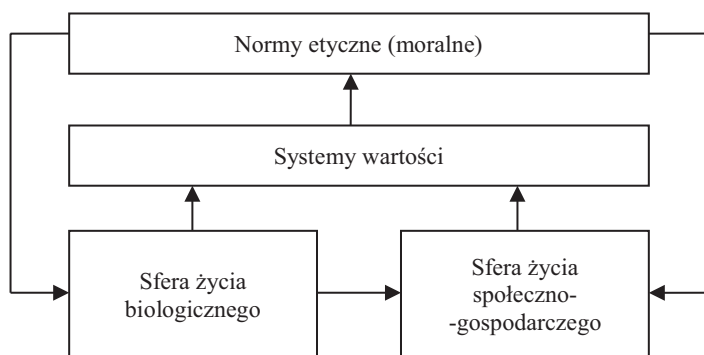 Normy etyczne (moralne)
Systemy wartości
Sfera życia
biologicznego
Sfera życia
społeczno-
-gospodarczego